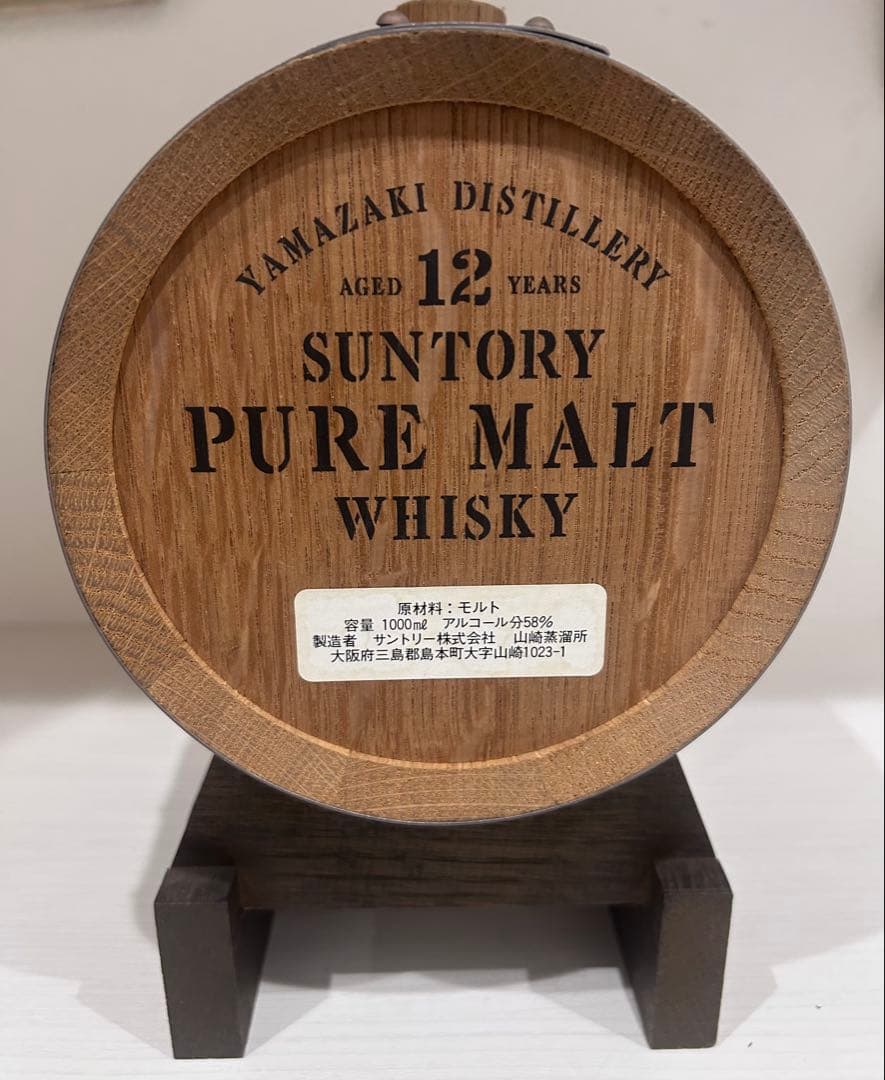 YAMAZAKI DISTILLERY
AGED 12 YEARS
SUNTORY
PURE MALT
WHISKY
原材料：モルト
容量 1000㎖ アルコール分58%
製造者 サントリー株式会社 山崎蒸溜所
大阪府三島郡島本町大字山崎1023-1